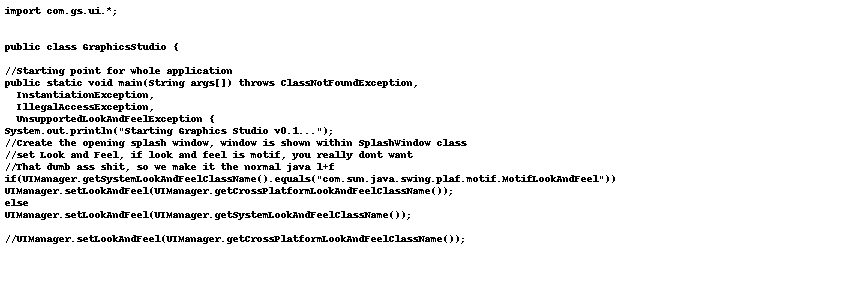 import com.gs.ui.*;
public class GraphicsStudio {
//Starting point for whole application
public static void main(String args[]) throws ClassNotFoundException,
InstantiationException,
IllegalAccessException,
UnsupportedLookAndFeelException {
System.out.println("Starting Graphics Studio v0.1...");
//Create the opening splash window, window is shown within SplashWindow class
//set Look and Feel, if look and feel is motif, you really dont want
//That dumb ass shit, so we make it the normal java l+f
if(UIManager.getSystemLookAndFeelClassName().equals("com.sun.java.swing.plaf.motif.MotifLookAndFeel"))
UIManager.setLookAndFeel(UIManager.getCrossPlatformLookAndFeelClassName());
else
UIManager.setLookAndFeel(UIManager.getSystemLookAndFeelClassName());
//UIManager.setLookAndFeel(UIManager.getCrossPlatformLookAndFeelClassName());